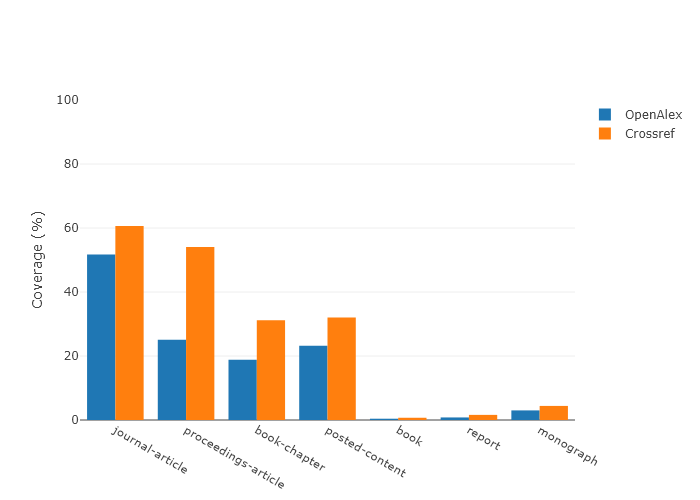 100
80
60
40
20
0
Coverage (%)
journal-article
proceedings-article
book-chapter
posted-content
book
report
monograph
OpenAlex
Crossref